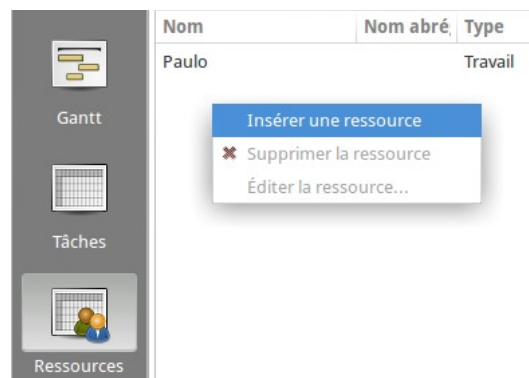 Nom Nom abré Type
Paulo Travail
Gantt
Insérer une ressource
Supprimer la ressource
Éditer la ressource...
Tâches
Ressources